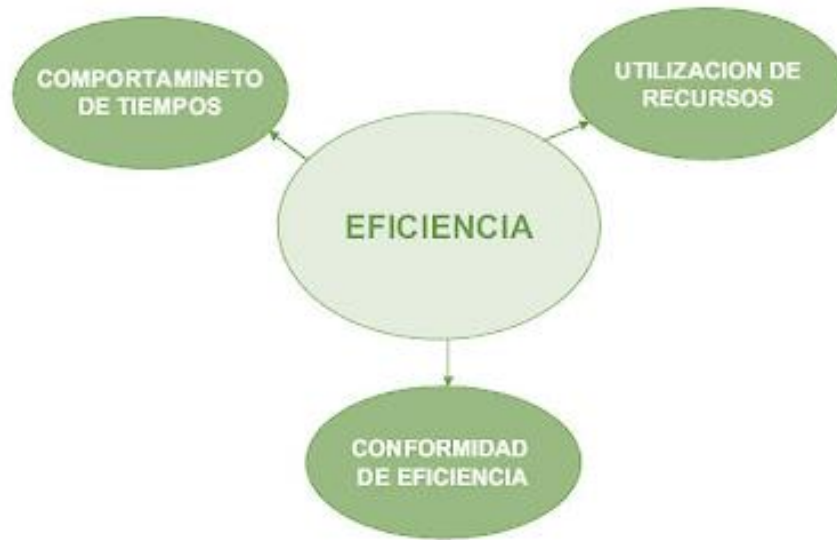 COMPORTAMINETO
DE TIEMPOS
UTILIZACION DE
RECURSOS
EFICIENCIA
CONFORMIDAD
DE EFICIENCIA